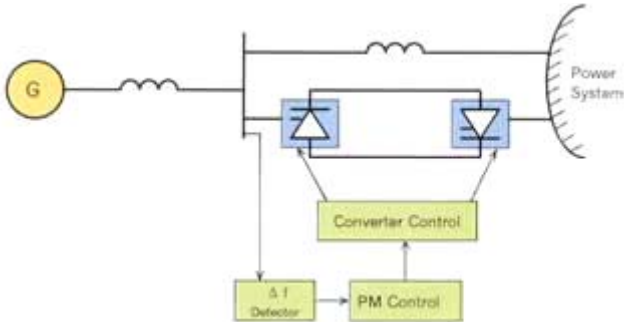 G
Power
System
Converter Control
Δ f
Detector
PM Control